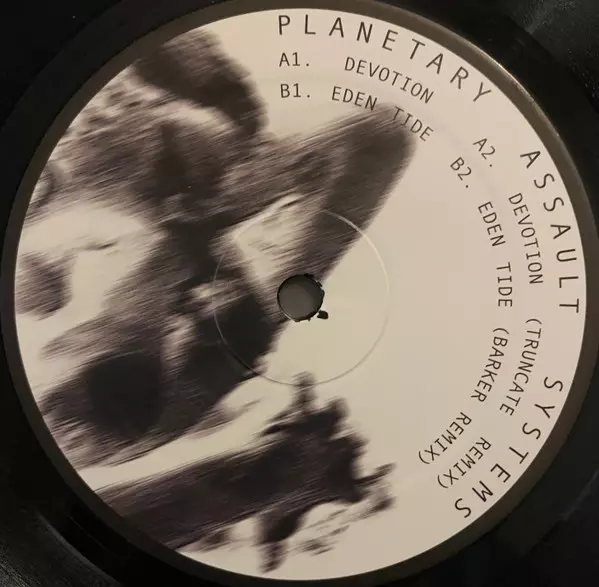 PLANETARY ASSAULT SYSTEMS
A1. DEVOTION
A2. DEVOTION (TRUNCATE REMIX)
B1. EDEN TIDE
B2. EDEN TIDE (BARKER REMIX)